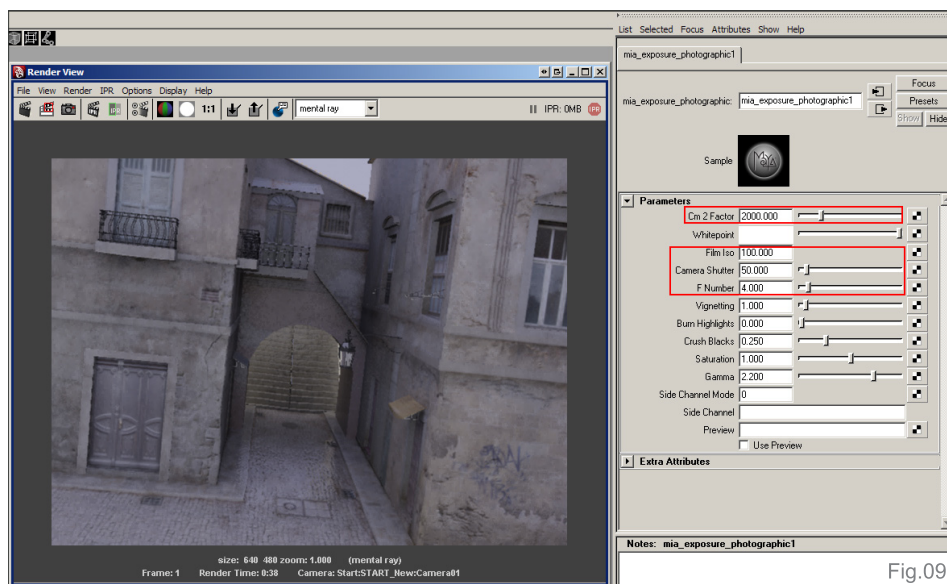 List Selected Focus Attributes Show Help
mia_exposure_photographic1
mia_exposure_photographic: mia_exposure_photographic1
Focus
Presets
Show Hide
Sample
MAYA
Parameters
Cm 2 Factor 2000.000
Whitepoint
Film Iso 100.000
Camera Shutter 50.000
F Number 4.000
Vignetting 1.000
Burn Highlights 0.000
Crush Blacks 0.250
Saturation 1.000
Gamma 2.200
Side Channel Mode 0
Side Channel
Preview
Use Preview
Extra Attributes
Notes: mia_exposure_photographic1
Render View
File View Render IPR Options Display Help
IPR 1:1 mental ray IPR: 0MB IPR
size: 640 480 zoom: 1.000 (mental ray)
Frame: 1 Render Time: 0:38 Camera: Start:START_New:Camera01
Fig.09